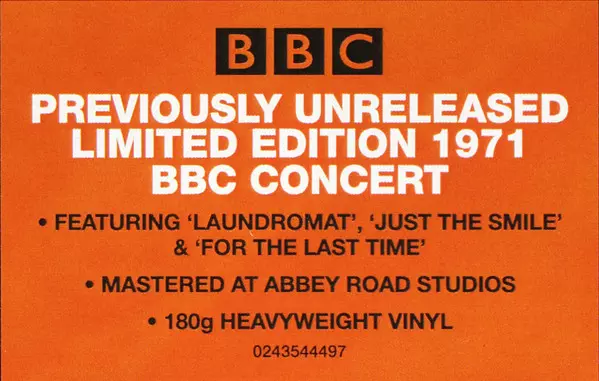 BBC
PREVIOUSLY UNRELEASED
LIMITED EDITION 1971
BBC CONCERT
• FEATURING ‘LAUNDROMAT’, ‘JUST THE SMILE’
& ‘FOR THE LAST TIME’
• MASTERED AT ABBEY ROAD STUDIOS
• 180g HEAVYWEIGHT VINYL
0243544497